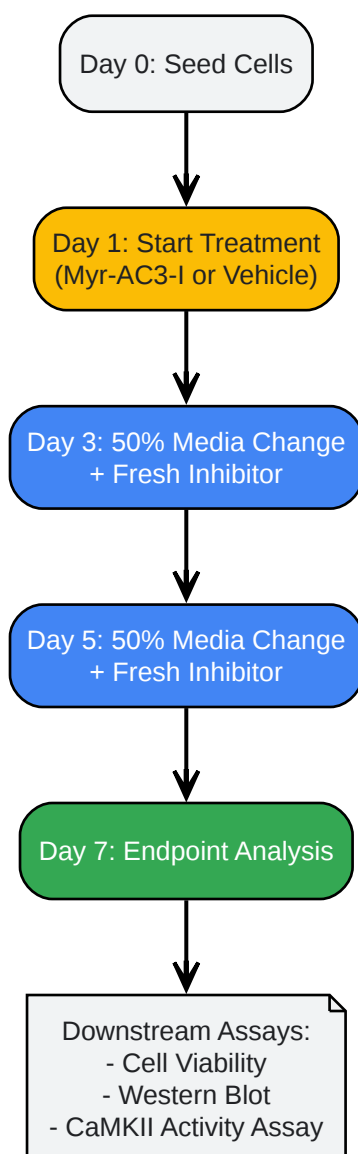 Day 0: Seed Cells
Day 1: Start Treatment
(Myr-AC3-I or Vehicle)
Day 3: 50% Media Change
+ Fresh Inhibitor
Day 5: 50% Media Change
+ Fresh Inhibitor
Day 7: Endpoint Analysis
Downstream Assays:
- Cell Viability
- Western Blot
- CaMKII Activity Assay